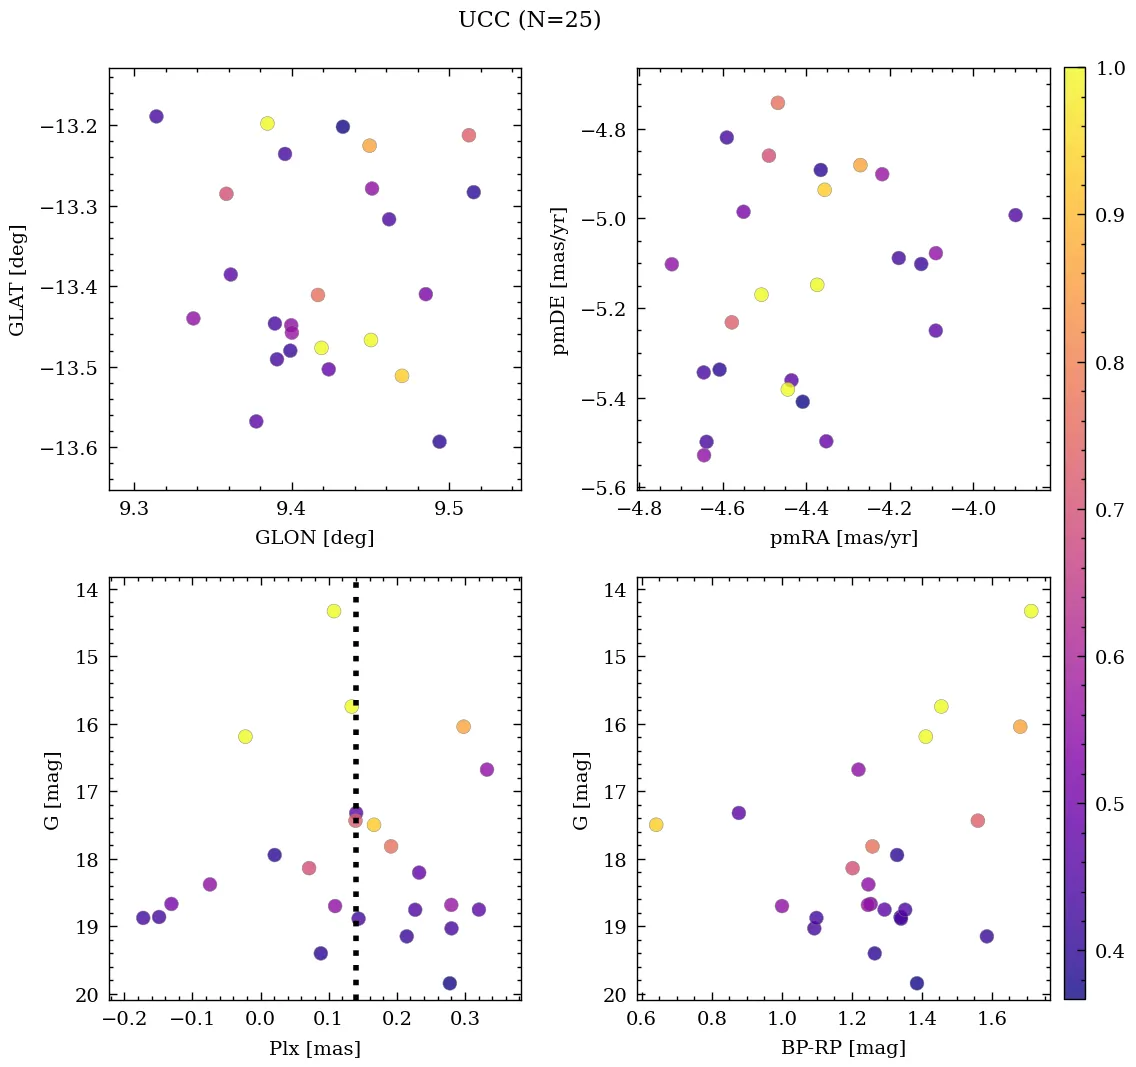 UCC (N=25)
−13.2
−13.3
−13.4
−13.5
−13.6
GLAT [deg]
9.3 9.4 9.5
GLON [deg]
−4.8
−5.0
−5.2
−5.4
−5.6
pmDE [mas/yr]
−4.8 −4.6 −4.4 −4.2 −4.0
pmRA [mas/yr]
14
15
16
17
18
19
20
G [mag]
−0.2 −0.1 0.0 0.1 0.2 0.3
Plx [mas]
14
15
16
17
18
19
20
G [mag]
0.6 0.8 1.0 1.2 1.4 1.6
BP-RP [mag]
1.0
0.9
0.8
0.7
0.6
0.5
0.4